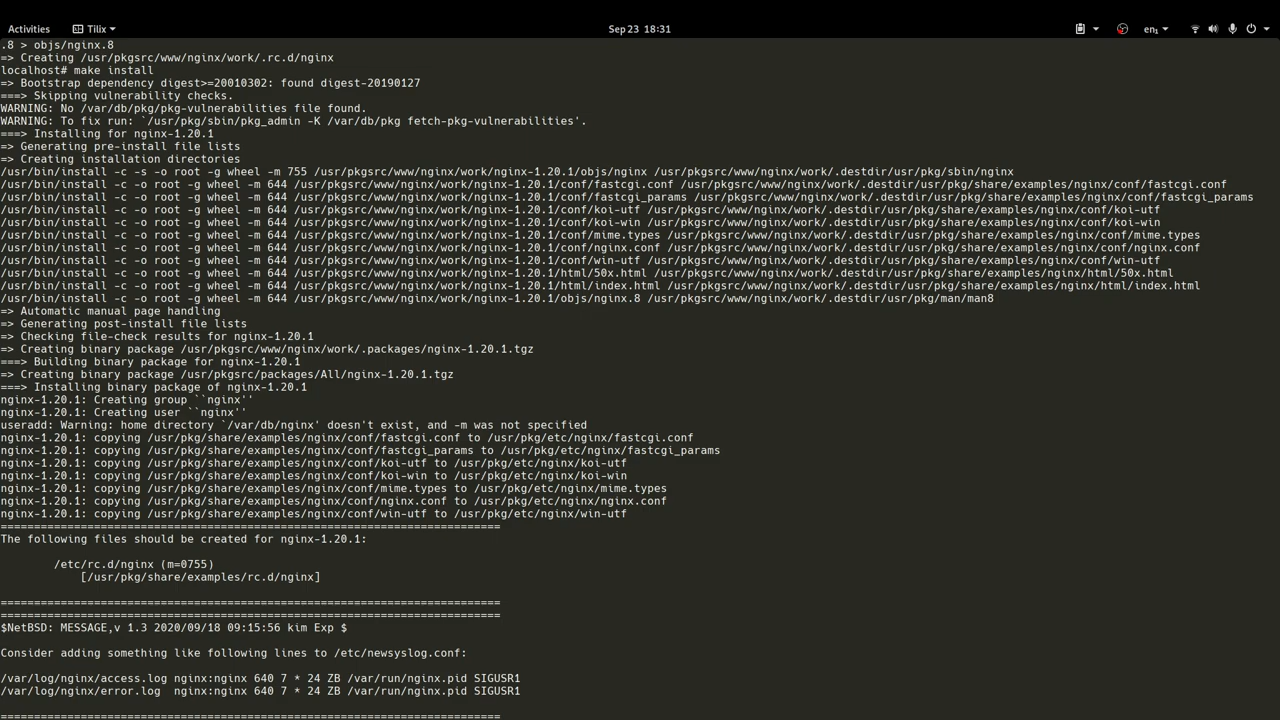 Activities Tilix Sep 23 18:31 en₁
.8 > objs/nginx.8
=> Creating /usr/pkgsrc/www/nginx/work/.rc.d/nginx
localhost# make install
=> Bootstrap dependency digest>=20010302: found digest-20190127
===> Skipping vulnerability checks.
WARNING: No /var/db/pkg/pkg-vulnerabilities file found.
WARNING: To fix run: `/usr/pkg/sbin/pkg_admin -K /var/db/pkg fetch-pkg-vulnerabilities'.
===> Installing for nginx-1.20.1
=> Generating pre-install file lists
=> Creating installation directories
/usr/bin/install -c -s -o root -g wheel -m 755 /usr/pkgsrc/www/nginx/work/nginx-1.20.1/objs/nginx /usr/pkgsrc/www/nginx/work/.destdir/usr/pkg/sbin/nginx
/usr/bin/install -c -o root -g wheel -m 644 /usr/pkgsrc/www/nginx/work/nginx-1.20.1/conf/fastcgi.conf /usr/pkgsrc/www/nginx/work/.destdir/usr/pkg/share/examples/nginx/conf/fastcgi.conf
/usr/bin/install -c -o root -g wheel -m 644 /usr/pkgsrc/www/nginx/work/nginx-1.20.1/conf/fastcgi_params /usr/pkgsrc/www/nginx/work/.destdir/usr/pkg/share/examples/nginx/conf/fastcgi_params
/usr/bin/install -c -o root -g wheel -m 644 /usr/pkgsrc/www/nginx/work/nginx-1.20.1/conf/koi-utf /usr/pkgsrc/www/nginx/work/.destdir/usr/pkg/share/examples/nginx/conf/koi-utf
/usr/bin/install -c -o root -g wheel -m 644 /usr/pkgsrc/www/nginx/work/nginx-1.20.1/conf/koi-win /usr/pkgsrc/www/nginx/work/.destdir/usr/pkg/share/examples/nginx/conf/koi-win
/usr/bin/install -c -o root -g wheel -m 644 /usr/pkgsrc/www/nginx/work/nginx-1.20.1/conf/mime.types /usr/pkgsrc/www/nginx/work/.destdir/usr/pkg/share/examples/nginx/conf/mime.types
/usr/bin/install -c -o root -g wheel -m 644 /usr/pkgsrc/www/nginx/work/nginx-1.20.1/conf/nginx.conf /usr/pkgsrc/www/nginx/work/.destdir/usr/pkg/share/examples/nginx/conf/nginx.conf
/usr/bin/install -c -o root -g wheel -m 644 /usr/pkgsrc/www/nginx/work/nginx-1.20.1/conf/win-utf /usr/pkgsrc/www/nginx/work/.destdir/usr/pkg/share/examples/nginx/conf/win-utf
/usr/bin/install -c -o root -g wheel -m 644 /usr/pkgsrc/www/nginx/work/nginx-1.20.1/html/50x.html /usr/pkgsrc/www/nginx/work/.destdir/usr/pkg/share/examples/nginx/html/50x.html
/usr/bin/install -c -o root -g wheel -m 644 /usr/pkgsrc/www/nginx/work/nginx-1.20.1/html/index.html /usr/pkgsrc/www/nginx/work/.destdir/usr/pkg/share/examples/nginx/html/index.html
/usr/bin/install -c -o root -g wheel -m 644 /usr/pkgsrc/www/nginx/work/nginx-1.20.1/objs/nginx.8 /usr/pkgsrc/www/nginx/work/.destdir/usr/pkg/man/man8
=> Automatic manual page handling
=> Generating post-install file lists
=> Checking file-check results for nginx-1.20.1
=> Creating binary package /usr/pkgsrc/www/nginx/work/.packages/nginx-1.20.1.tgz
===> Building binary package for nginx-1.20.1
=> Creating binary package /usr/pkgsrc/packages/All/nginx-1.20.1.tgz
===> Installing binary package of nginx-1.20.1
nginx-1.20.1: Creating group ``nginx''
nginx-1.20.1: Creating user ``nginx''
useradd: Warning: home directory `/var/db/nginx' doesn't exist, and -m was not specified
nginx-1.20.1: copying /usr/pkg/share/examples/nginx/conf/fastcgi.conf to /usr/pkg/etc/nginx/fastcgi.conf
nginx-1.20.1: copying /usr/pkg/share/examples/nginx/conf/fastcgi_params to /usr/pkg/etc/nginx/fastcgi_params
nginx-1.20.1: copying /usr/pkg/share/examples/nginx/conf/koi-utf to /usr/pkg/etc/nginx/koi-utf
nginx-1.20.1: copying /usr/pkg/share/examples/nginx/conf/koi-win to /usr/pkg/etc/nginx/koi-win
nginx-1.20.1: copying /usr/pkg/share/examples/nginx/conf/mime.types to /usr/pkg/etc/nginx/mime.types
nginx-1.20.1: copying /usr/pkg/share/examples/nginx/conf/nginx.conf to /usr/pkg/etc/nginx/nginx.conf
nginx-1.20.1: copying /usr/pkg/share/examples/nginx/conf/win-utf to /usr/pkg/etc/nginx/win-utf
===========================================================================
The following files should be created for nginx-1.20.1:
/etc/rc.d/nginx (m=0755)
[/usr/pkg/share/examples/rc.d/nginx]
===========================================================================
===========================================================================
$NetBSD: MESSAGE,v 1.3 2020/09/18 09:15:56 kim Exp $
Consider adding something like following lines to /etc/newsyslog.conf:
/var/log/nginx/access.log nginx:nginx 640 7 * 24 ZB /var/run/nginx.pid SIGUSR1
/var/log/nginx/error.log  nginx:nginx 640 7 * 24 ZB /var/run/nginx.pid SIGUSR1
===========================================================================